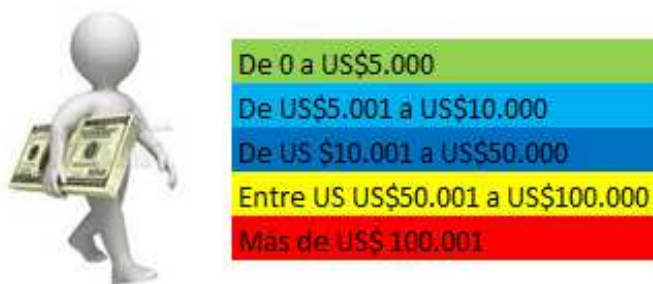 De 0 a US$5.000
De US$5.001 a US$10.000
De US $10.001 a US$50.000
Entre US US$50.001 a US$100.000
Más de US$ 100.001